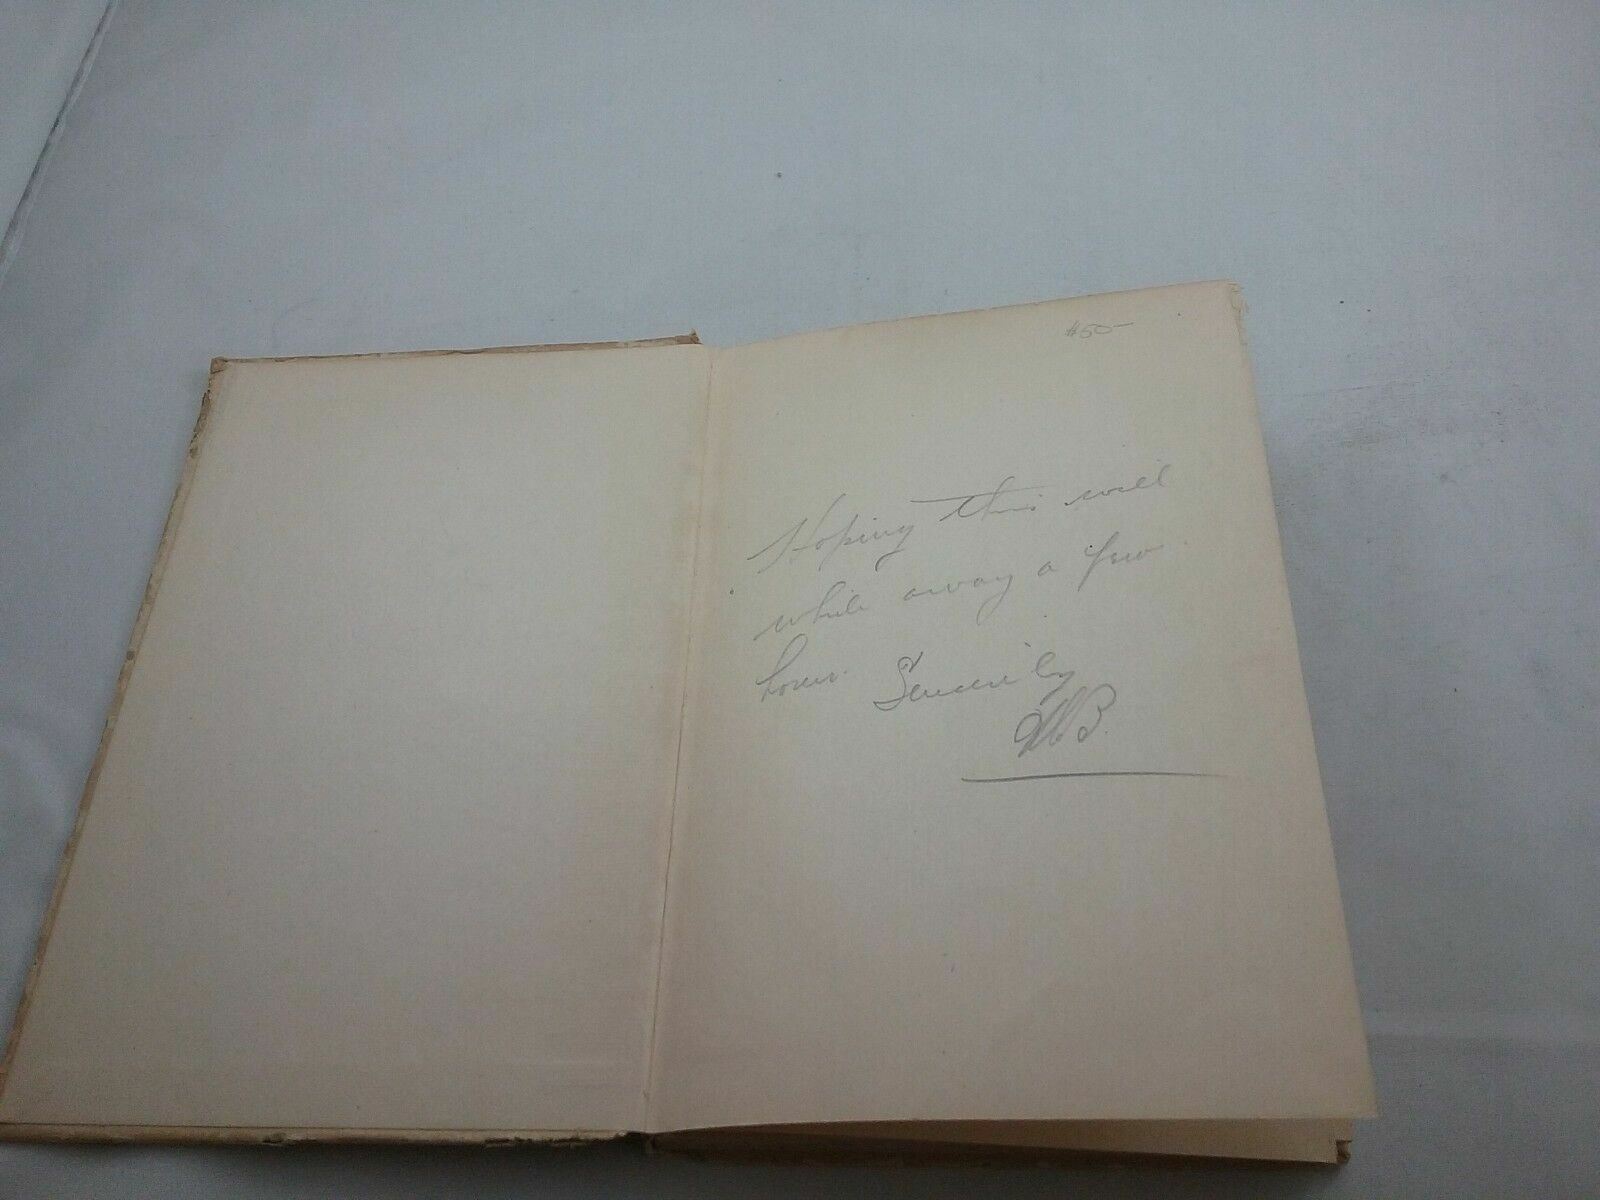 $50-
Hoping this will
while away a few
hours. Sincerely
B.